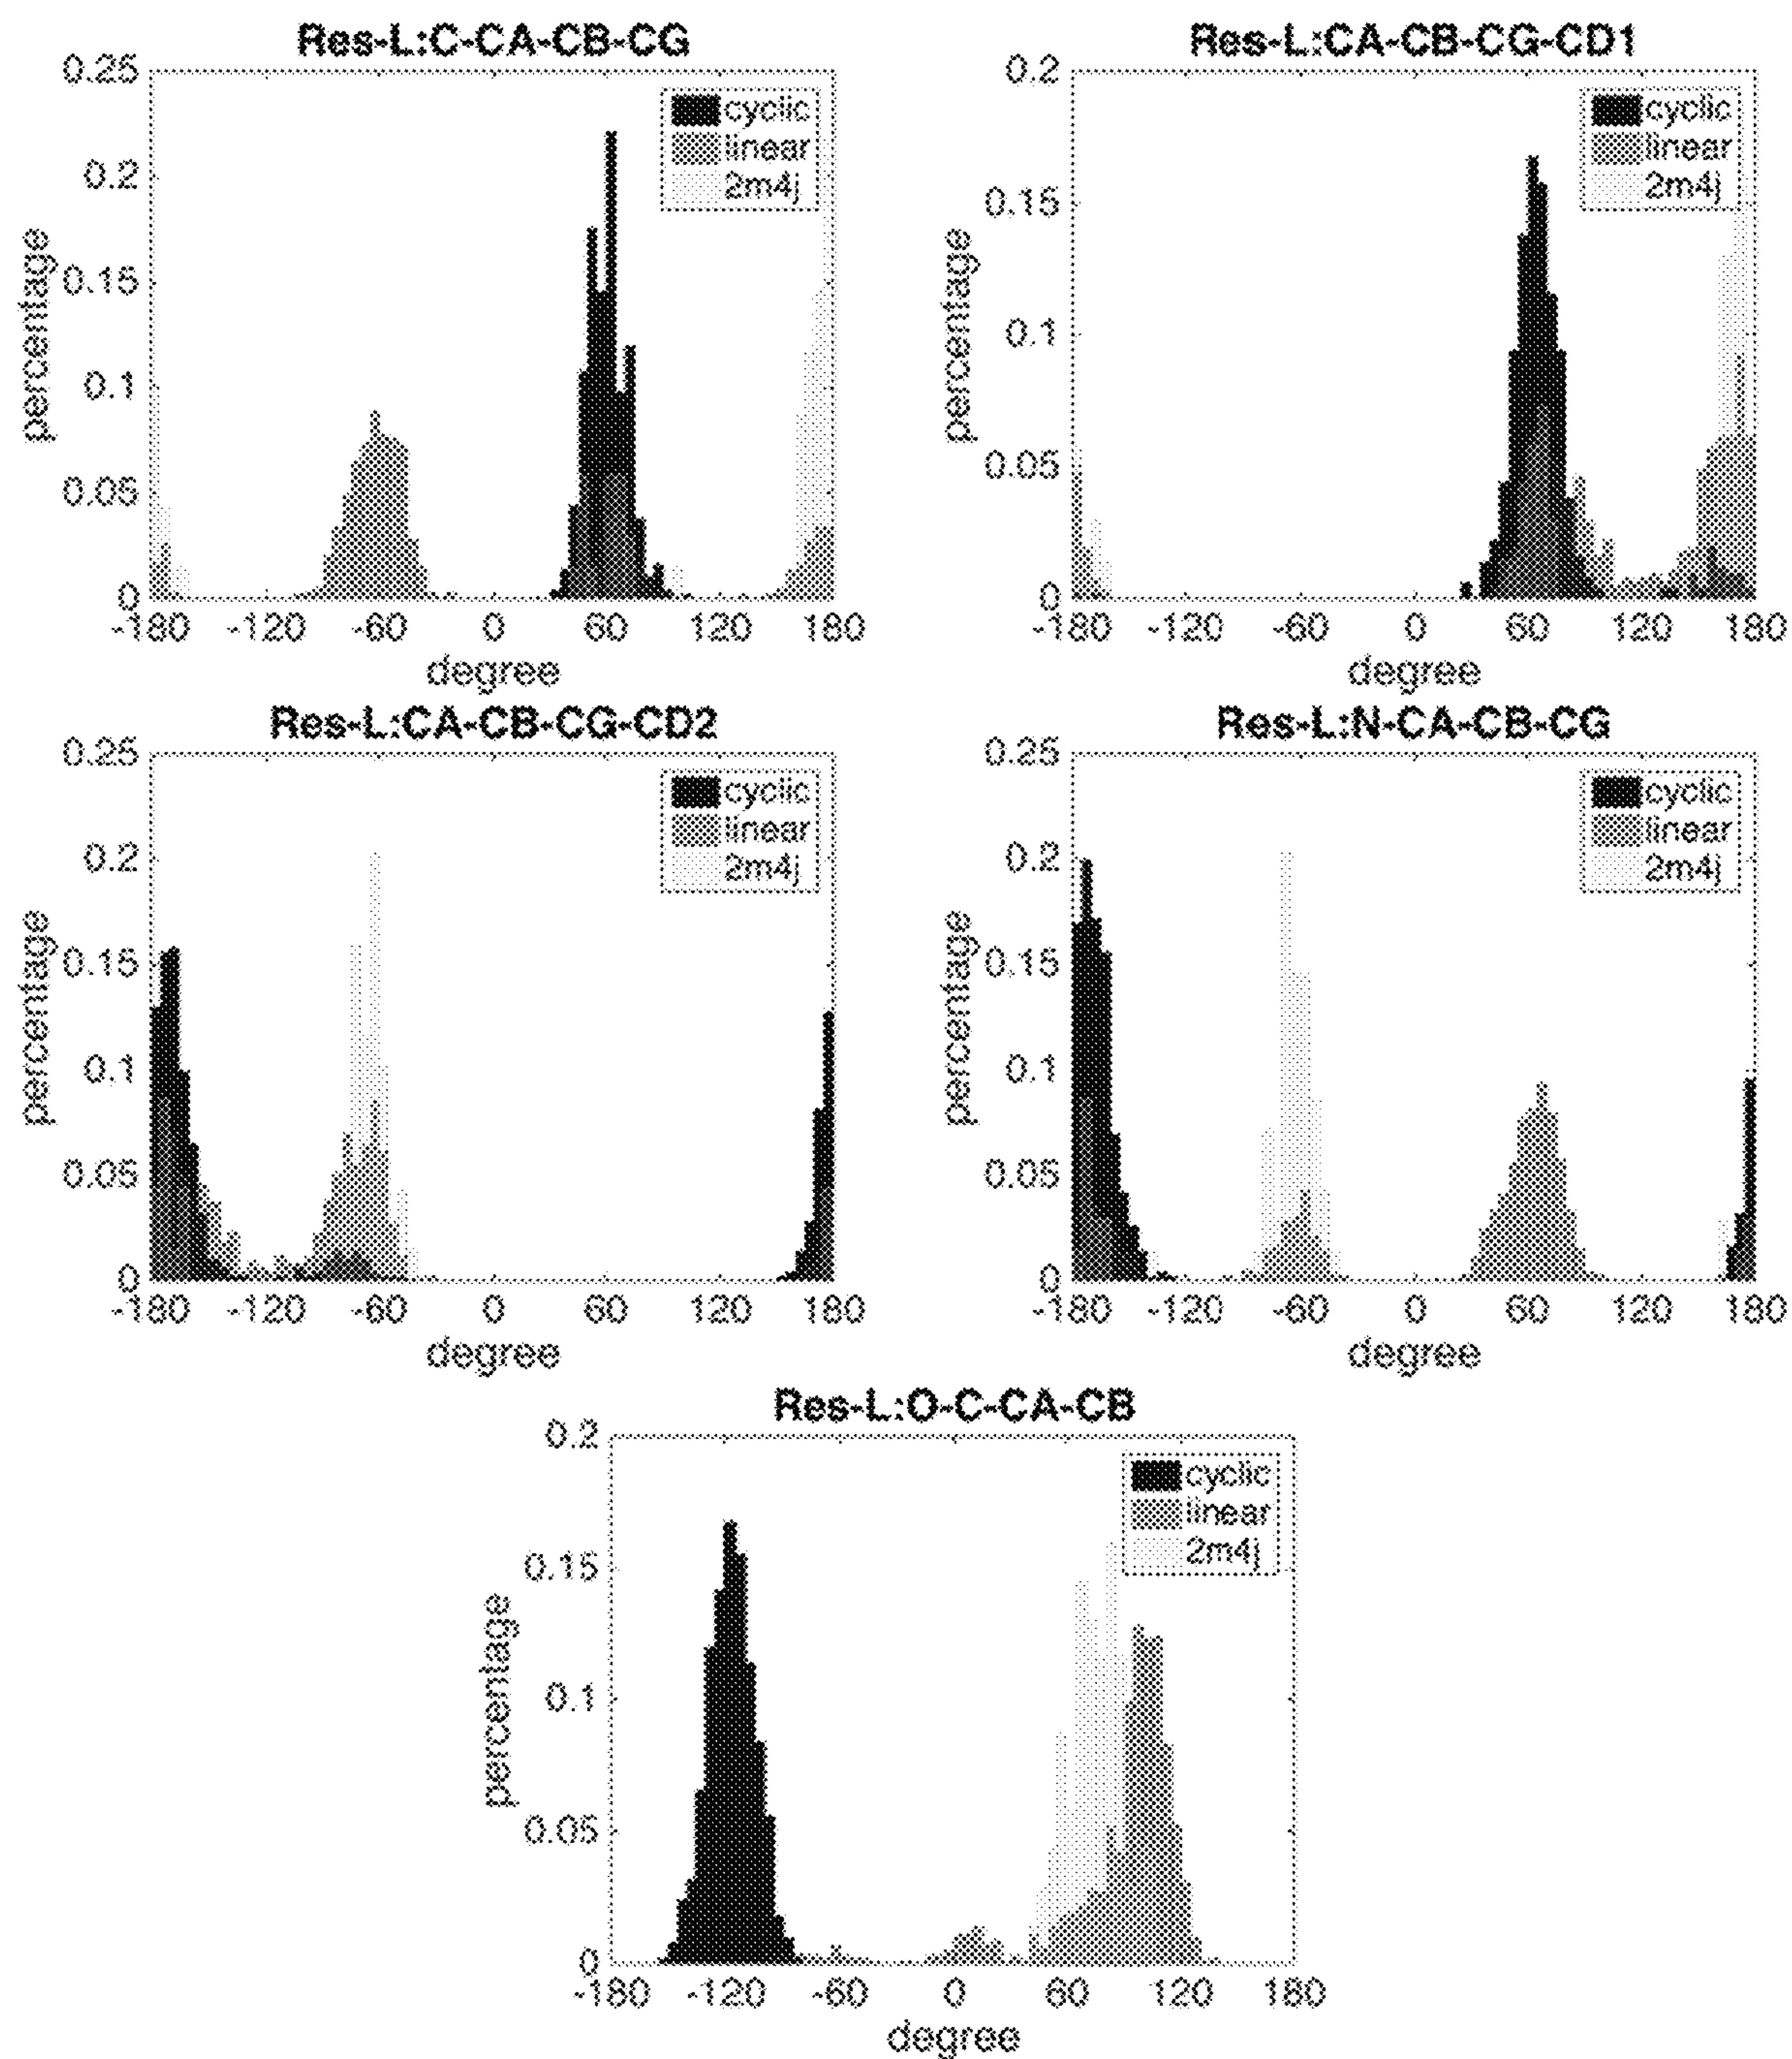 Res-L:C-CA-CB-CG
0.25
0.2
0.15
0.1
0.05
0
percentage
-180 -120 -60 0 60 120 180
degree
cyclic
linear
2m4j
Res-L:CA-CB-CG-CD1
0.2
0.15
0.1
0.05
0
percentage
-180 -120 -60 0 60 120 180
degree
cyclic
linear
2m4j
Res-L:CA-CB-CG-CD2
0.25
0.2
0.15
0.1
0.05
0
percentage
-180 -120 -60 0 60 120 180
degree
cyclic
linear
2m4j
Res-L:N-CA-CB-CG
0.25
0.2
0.15
0.1
0.05
0
percentage
-180 -120 -60 0 60 120 180
degree
cyclic
linear
2m4j
Res-L:O-C-CA-CB
0.2
0.15
0.1
0.05
0
percentage
-180 -120 -60 0 60 120 180
degree
cyclic
linear
2m4j